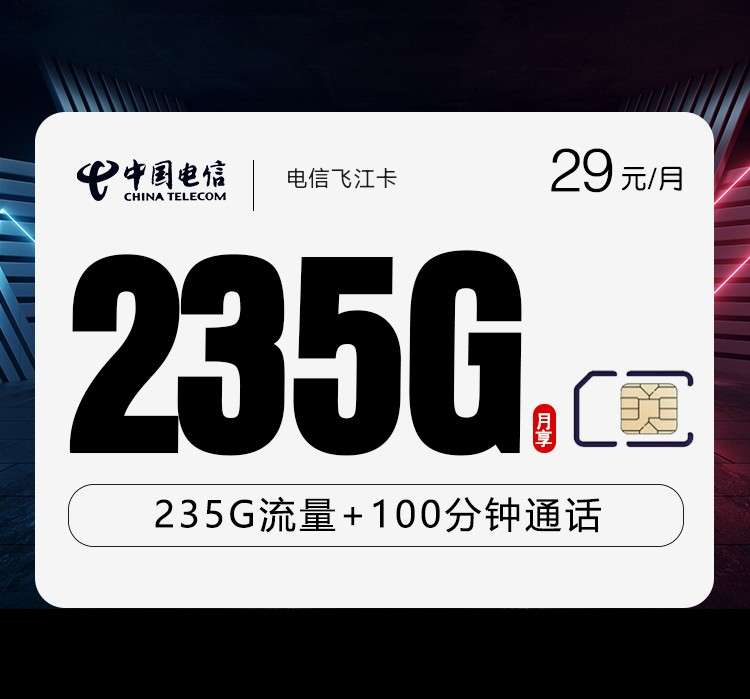 中国电信
CHINA TELECOM
电信飞江卡
29元/月
235G
月享
235G流量+100分钟通话